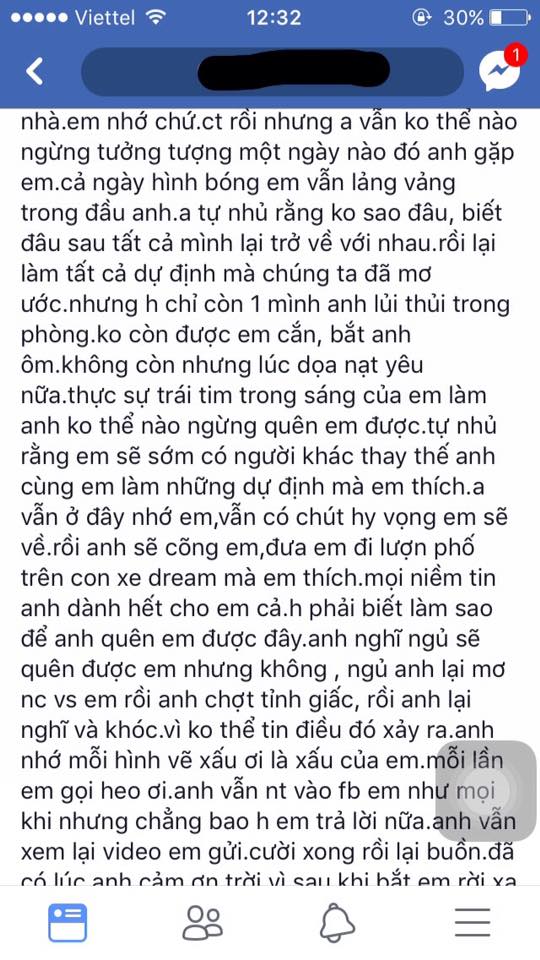 Viettel 12:32 30%
1
nhà.em nhớ chứ.ct rồi nhưng a vẫn ko thể nào
ngừng tưởng tượng một ngày nào đó anh gặp
em.cả ngày hình bóng em vẫn lảng vảng
trong đầu anh.a tự nhủ rằng ko sao đâu, biết
đâu sau tất cả mình lại trở về với nhau.rồi lại
làm tất cả dự định mà chúng ta đã mơ
ước.nhưng h chỉ còn 1 mình anh lủi thủi trong
phòng.ko còn được em cắn, bắt anh
ôm.không còn nhưng lúc dọa nạt yêu
nữa.thực sự trái tim trong sáng của em làm
anh ko thể nào ngừng quên em được.tự nhủ
rằng em sẽ sớm có người khác thay thế anh
cùng em làm những dự định mà em thích.a
vẫn ở đây nhớ em,vẫn có chút hy vọng em sẽ
về.rồi anh sẽ cõng em,đưa em đi lượn phố
trên con xe dream mà em thích.mọi niềm tin
anh dành hết cho em cả.h phải biết làm sao
để anh quên em được đây.anh nghĩ ngủ sẽ
quên được em nhưng không , ngủ anh lại mơ
nc vs em rồi anh chợt tỉnh giấc, rồi anh lại
nghĩ và khóc.vì ko thể tin điều đó xảy ra.anh
nhớ mỗi hình vẽ xấu ơi là xấu của em.mỗi lần
em gọi heo ơi.anh vẫn nt vào fb em như mọi
khi nhưng chẳng bao h em trả lời nữa.anh vẫn
xem lại video em gửi.cười xong rồi lại buồn.đã
có lúc anh cảm ơn trời vì sau khi bắt em rời xa